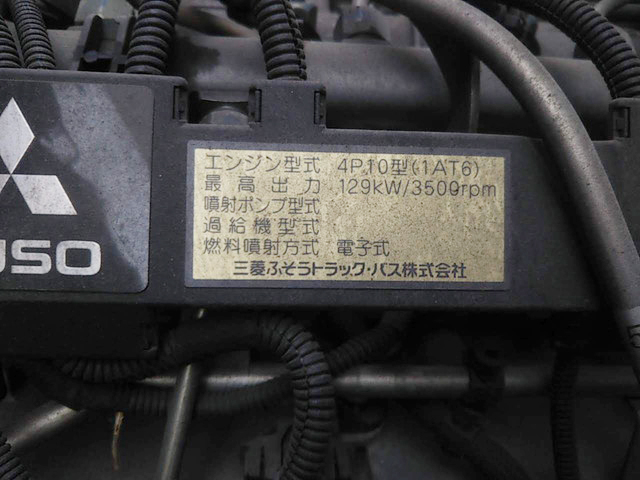 エンジン型式 4P10型(1AT6)
最高出力 129kW/3500rpm
噴射ポンプ型式
過給機型式
燃料噴射方式 電子式
三菱ふそうトラック・バス株式会社
USO